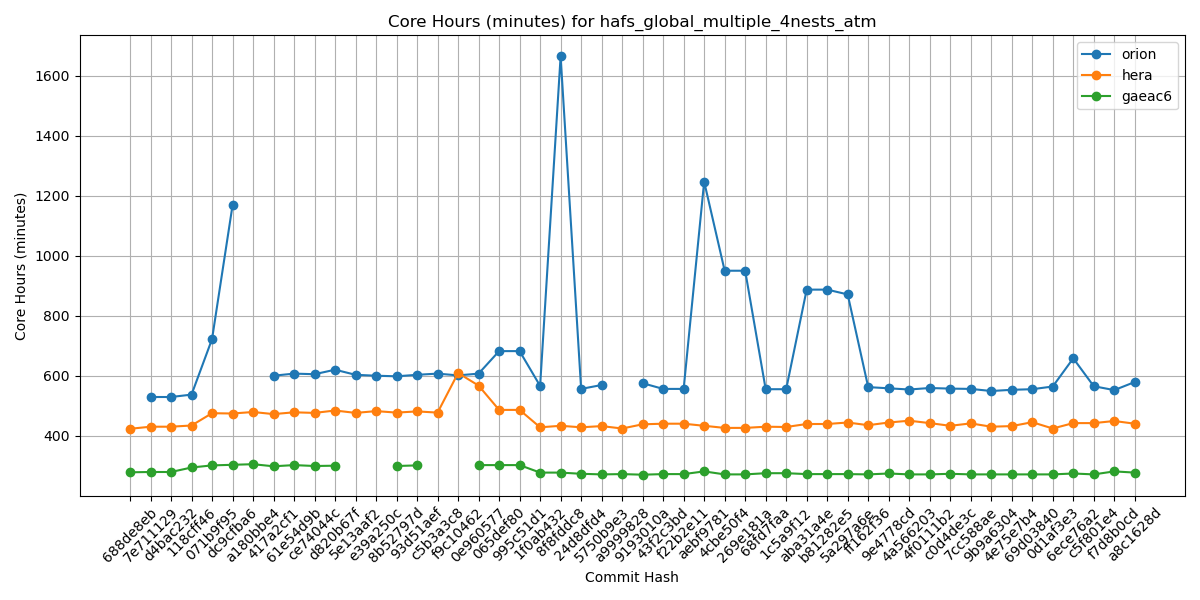 Core Hours (minutes) for hafs_global_multiple_4nests_atm
orion
hera
gaeac6
Core Hours (minutes)
1600
1400
1200
1000
800
600
400
688de8eb
7e711129
d4bac232
118cff46
071b9f95
dc9cfba6
a180bbe4
417a2cf1
61e54d9b
ce74044c
d820b67f
5e13aaf2
e39a250c
8b52797d
93d51aef
c5b3a3c8
f9c10462
0e960577
065def80
995c51d1
1f0ab432
8f8fddc8
24d8dfd4
5750b9e3
a9999828
9193010a
43f2c3bd
f22b2e11
aebf9781
4cbe50f4
269e181a
68fd7faa
1c5a9f12
aba31a4e
b81282e5
5a297a6e
ff162f36
9e4778cd
4a566203
4f0111b2
c0d4de3c
7cc588ae
9b9a6304
4e75e7b4
69d03840
0d1af3e3
6ece76a2
c5f801e4
f7d8b0cd
a8c1628d
Commit Hash